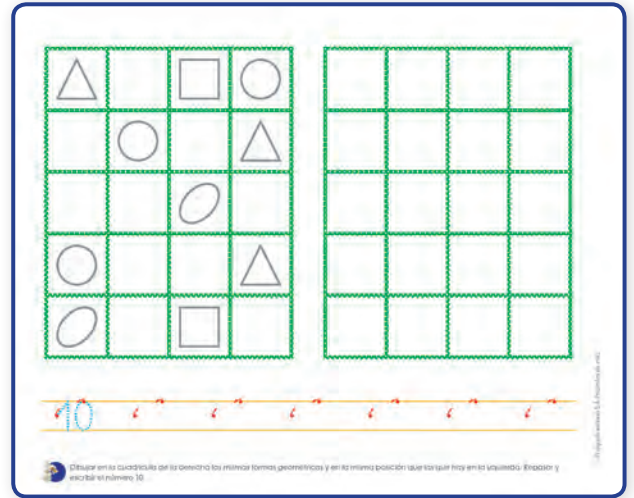 10
Dibujar en la cuadrícula de la derecha las mismas formas geométricas y en la misma posición que las que hay en la izquierda. Repasar y
escribir el número 10.